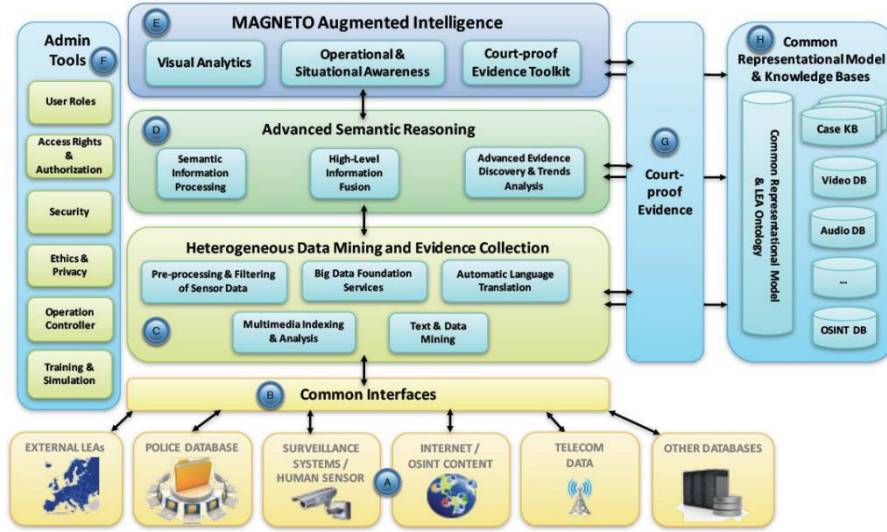 Admin
Tools
F
User Roles
Access Rights
&
Authorization
Security
Ethics &
Privacy
Operation
Controller
Training &
Simulation
E
MAGNETO Augmented Intelligence
Visual Analytics
Operational &
Situational Awareness
Court-proof
Evidence Toolkit
D
Advanced Semantic Reasoning
Semantic
Information
Processing
High-Level
Information
Fusion
Advanced Evidence
Discovery & Trends
Analysis
Heterogeneous Data Mining and Evidence Collection
Pre-processing & Filtering
of Sensor Data
Big Data Foundation
Services
Automatic Language
Translation
C
Multimedia Indexing
& Analysis
Text & Data
Mining
B
Common Interfaces
EXTERNAL LEAs
POLICE DATABASE
SURVEILLANCE
SYSTEMS /
HUMAN SENSOR
A
INTERNET /
OSINT CONTENT
TELECOM
DATA
OTHER DATABASES
G
Court-
proof
Evidence
H
Common
Representational Model
& Knowledge Bases
Common Representational Model
& LEA Ontology
Case KB
Video DB
Audio DB
...
OSINT DB